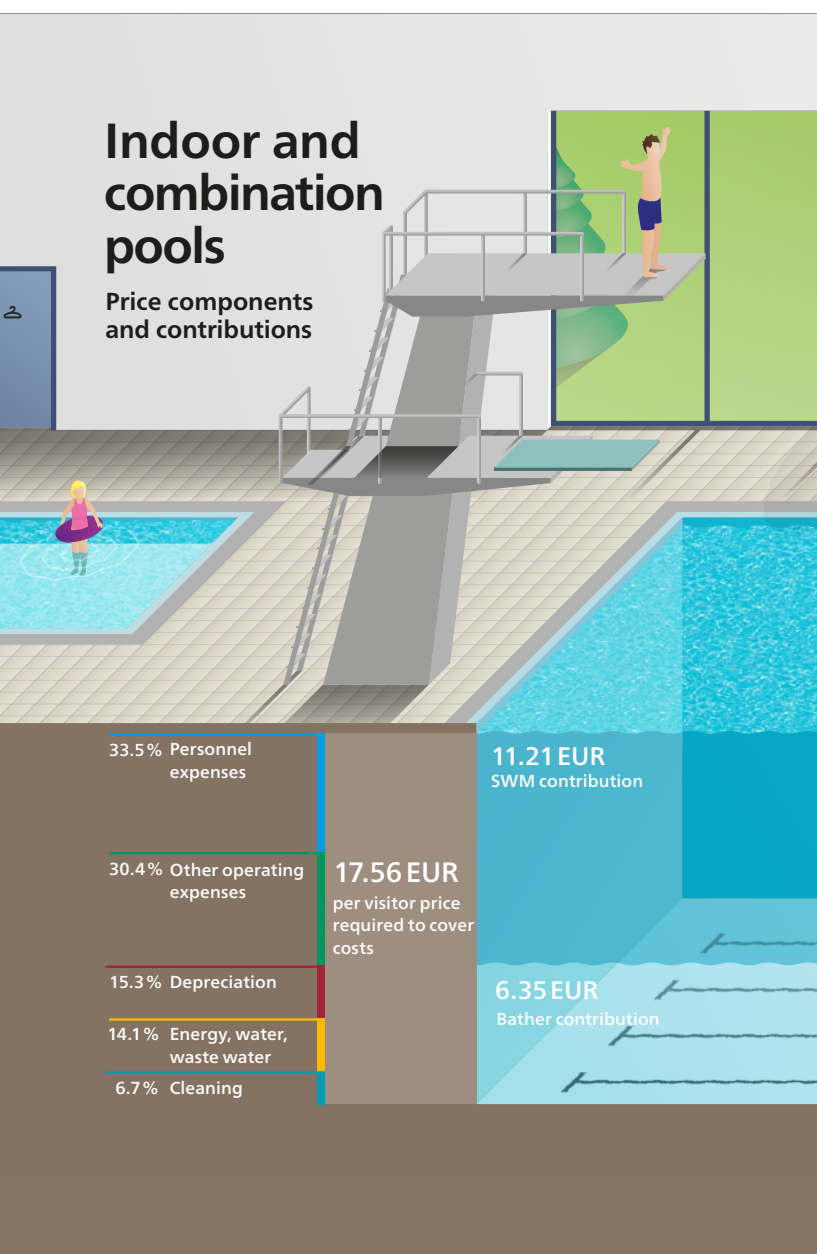 Indoor and
combination
pools
Price components
and contributions
33.5 % Personnel
expenses
30.4 % Other operating
expenses
15.3 % Depreciation
14.1 % Energy, water,
waste water
6.7 % Cleaning
17.56 EUR
per visitor price
required to cover
costs
11.21 EUR
SWM contribution
6.35 EUR
Bather contribution